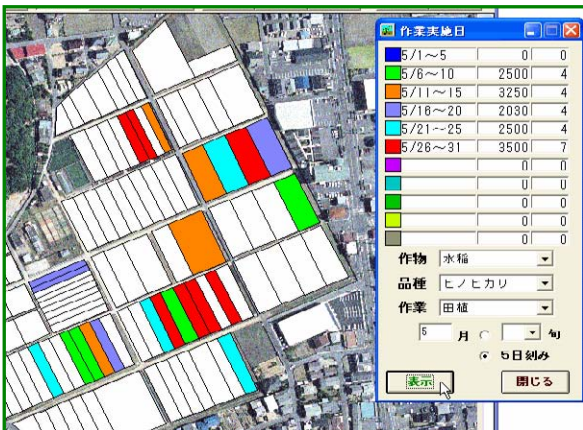 作業実施日
5/1～5 0 0
5/6～10 2500 4
5/11～15 3250 4
5/16～20 2030 4
5/21～25 2500 4
5/26～31 3500 7
0 0
0 0
0 0
0 0
0 0
作物 水稲
品種 ヒノヒカリ
作業 田植
5 月 旬
5日刻み
表示 閉じる